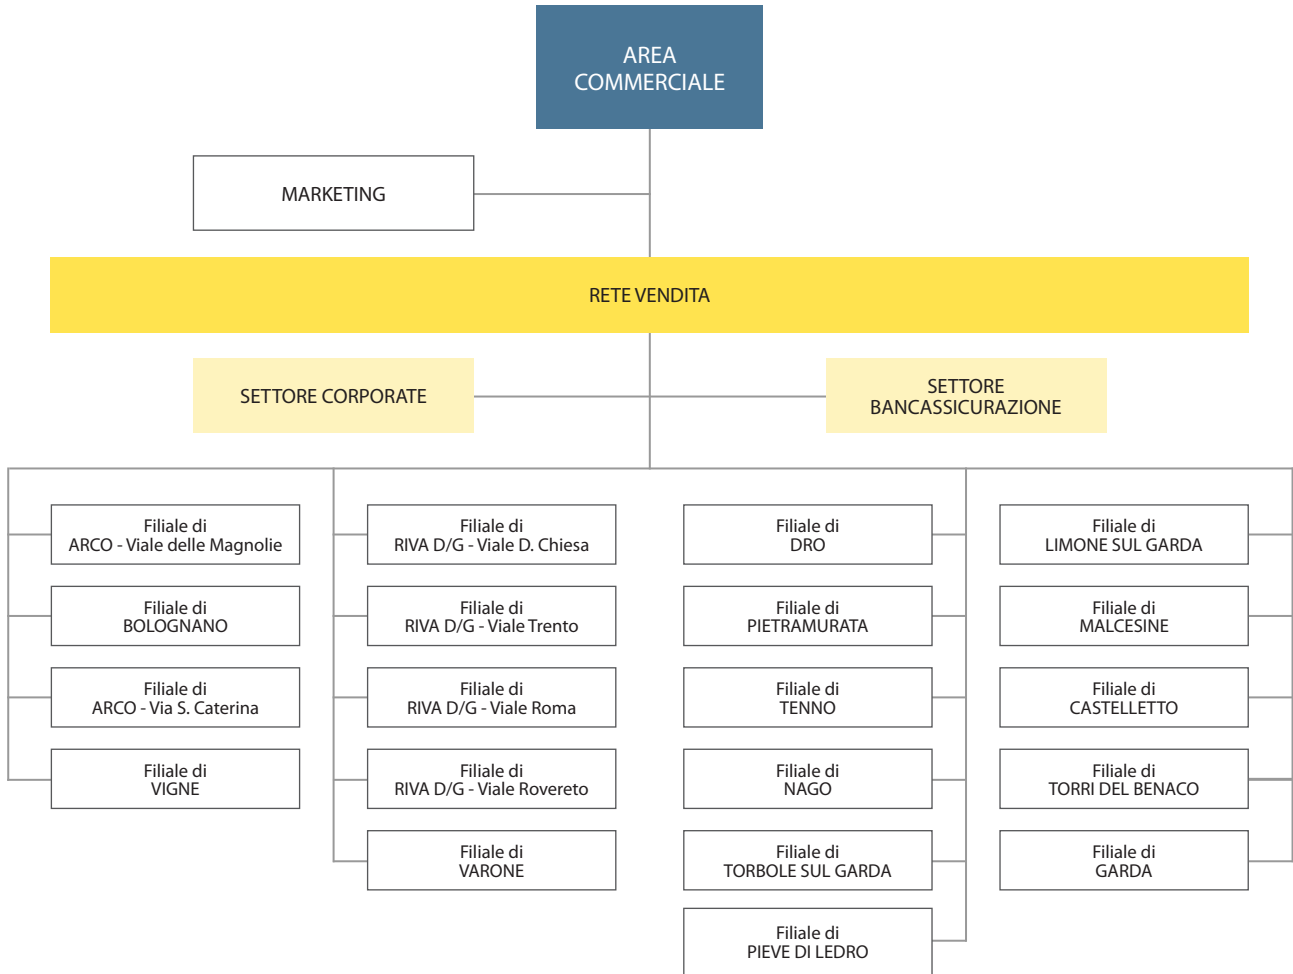 AREA
COMMERCIALE
MARKETING
RETE VENDITA
SETTORE CORPORATE
SETTORE
BANCASSICURAZIONE
Filiale di
ARCO - Viale delle Magnolie
Filiale di
BOLOGNANO
Filiale di
ARCO - Via S. Caterina
Filiale di
VIGNE
Filiale di
RIVA D/G - Viale D. Chiesa
Filiale di
RIVA D/G - Viale Trento
Filiale di
RIVA D/G - Viale Roma
Filiale di
RIVA D/G - Viale Rovereto
Filiale di
VARONE
Filiale di
DRO
Filiale di
PIETRAMURATA
Filiale di
TENNO
Filiale di
NAGO
Filiale di
TORBOLE SUL GARDA
Filiale di
PIEVE DI LEDRO
Filiale di
LIMONE SUL GARDA
Filiale di
MALCESINE
Filiale di
CASTELLETTO
Filiale di
TORRI DEL BENACO
Filiale di
GARDA